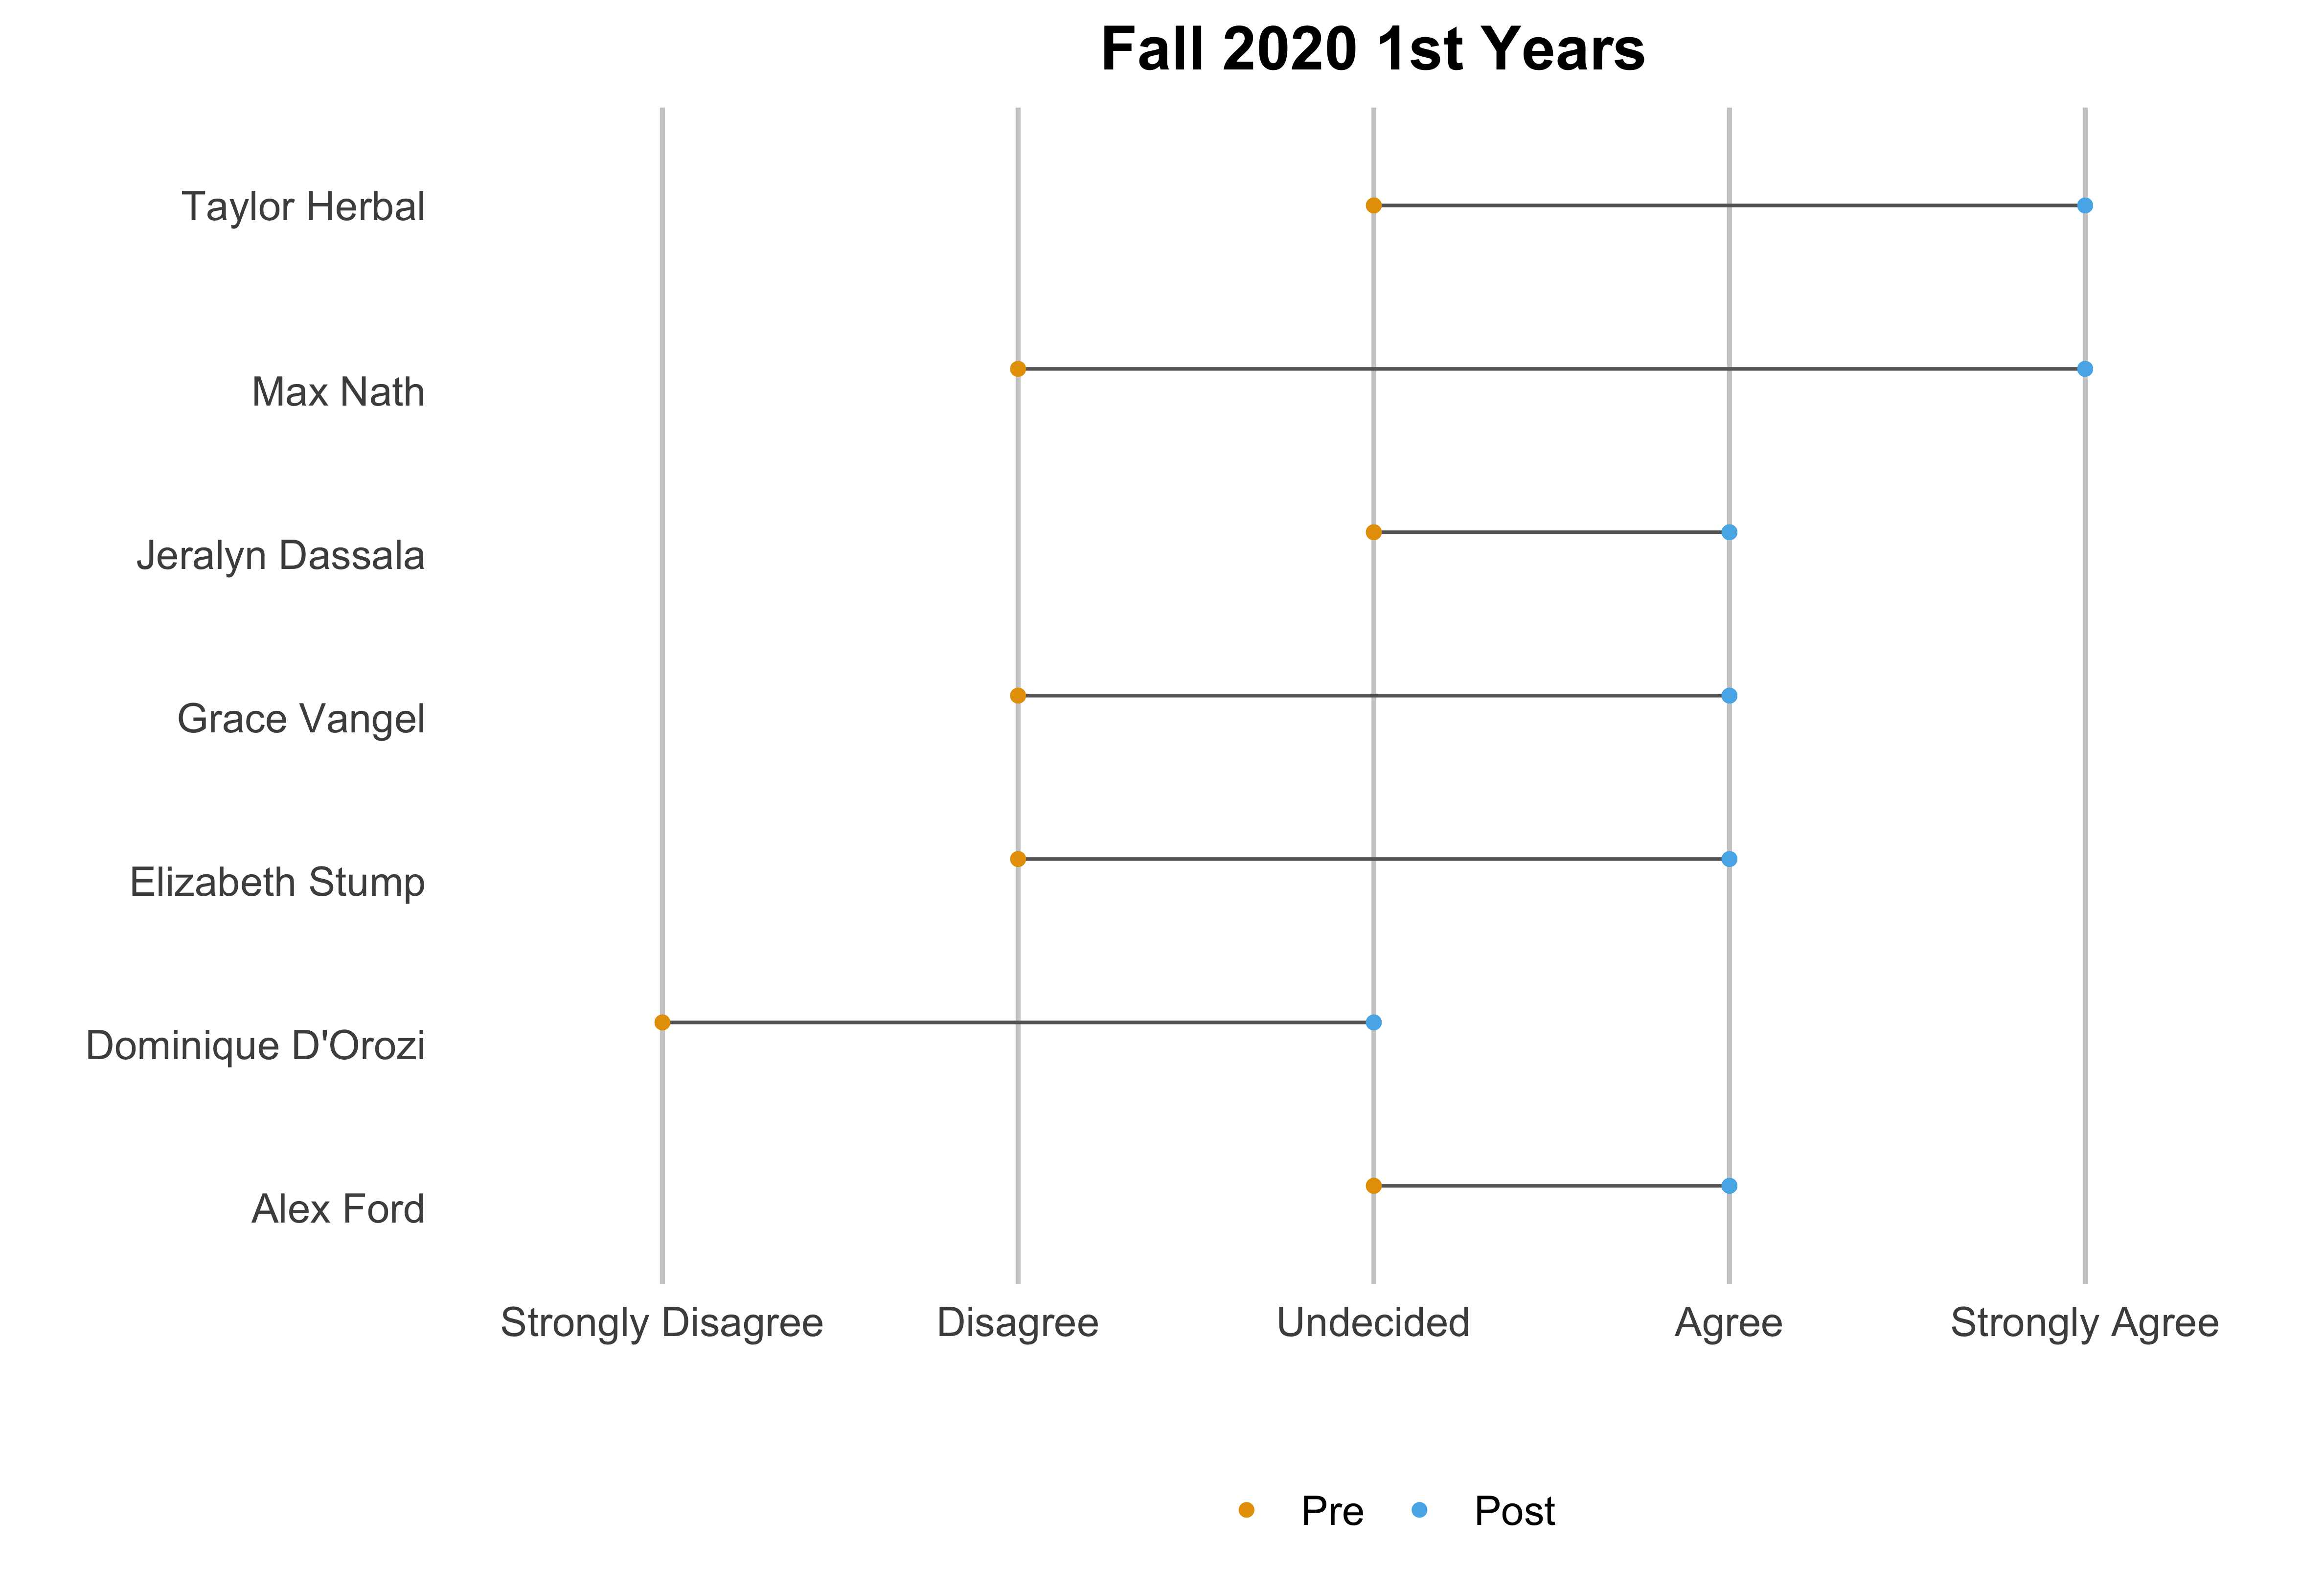 Fall 2020 1st Years
Taylor Herbal
Max Nath
Jeralyn Dassala
Grace Vangel
Elizabeth Stump
Dominique D'Orozi
Alex Ford
Strongly Disagree Disagree Undecided Agree Strongly Agree
Pre Post